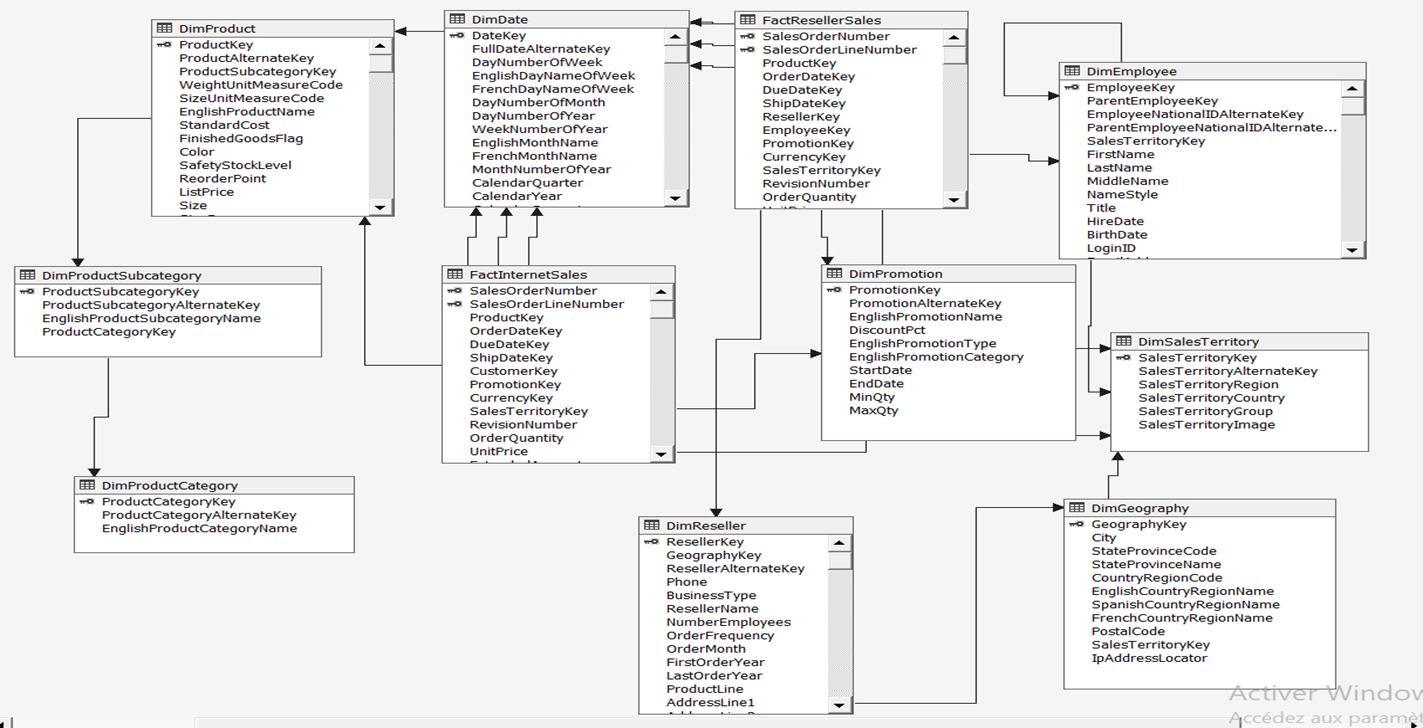 DimProduct
ProductKey
ProductAlternateKey
ProductSubcategoryKey
WeightUnitMeasureCode
SizeUnitMeasureCode
EnglishProductName
StandardCost
FinishedGoodsFlag
Color
SafetyStockLevel
ReorderPoint
ListPrice
Size
DimDate
DateKey
FullDateAlternateKey
DayNumberOfWeek
EnglishDayNameOfWeek
FrenchDayNameOfWeek
DayNumberOfMonth
DayNumberOfYear
WeekNumberOfYear
EnglishMonthName
FrenchMonthName
MonthNumberOfYear
CalendarQuarter
CalendarYear
FactResellerSales
SalesOrderNumber
SalesOrderLineNumber
ProductKey
OrderDateKey
DueDateKey
ShipDateKey
ResellerKey
EmployeeKey
PromotionKey
CurrencyKey
SalesTerritoryKey
RevisionNumber
OrderQuantity
DimEmployee
EmployeeKey
ParentEmployeeKey
EmployeeNationalIDAlternateKey
ParentEmployeeNationalIDAlternate...
SalesTerritoryKey
FirstName
LastName
MiddleName
NameStyle
Title
HireDate
BirthDate
LoginID
DimProductSubcategory
ProductSubcategoryKey
ProductSubcategoryAlternateKey
EnglishProductSubcategoryName
ProductCategoryKey
FactInternetSales
SalesOrderNumber
SalesOrderLineNumber
ProductKey
OrderDateKey
DueDateKey
ShipDateKey
CustomerKey
PromotionKey
CurrencyKey
SalesTerritoryKey
RevisionNumber
OrderQuantity
UnitPrice
DimPromotion
PromotionKey
PromotionAlternateKey
EnglishPromotionName
DiscountPct
EnglishPromotionType
EnglishPromotionCategory
StartDate
EndDate
MinQty
MaxQty
DimSalesTerritory
SalesTerritoryKey
SalesTerritoryAlternateKey
SalesTerritoryRegion
SalesTerritoryCountry
SalesTerritoryGroup
SalesTerritoryImage
DimProductCategory
ProductCategoryKey
ProductCategoryAlternateKey
EnglishProductCategoryName
DimReseller
ResellerKey
GeographyKey
ResellerAlternateKey
Phone
BusinessType
ResellerName
NumberEmployees
OrderFrequency
OrderMonth
FirstOrderYear
LastOrderYear
ProductLine
AddressLine1
DimGeography
GeographyKey
City
StateProvinceCode
StateProvinceName
CountryRegionCode
EnglishCountryRegionName
SpanishCountryRegionName
FrenchCountryRegionName
PostalCode
SalesTerritoryKey
IpAddressLocator
Activer Window
Accédez aux paramè